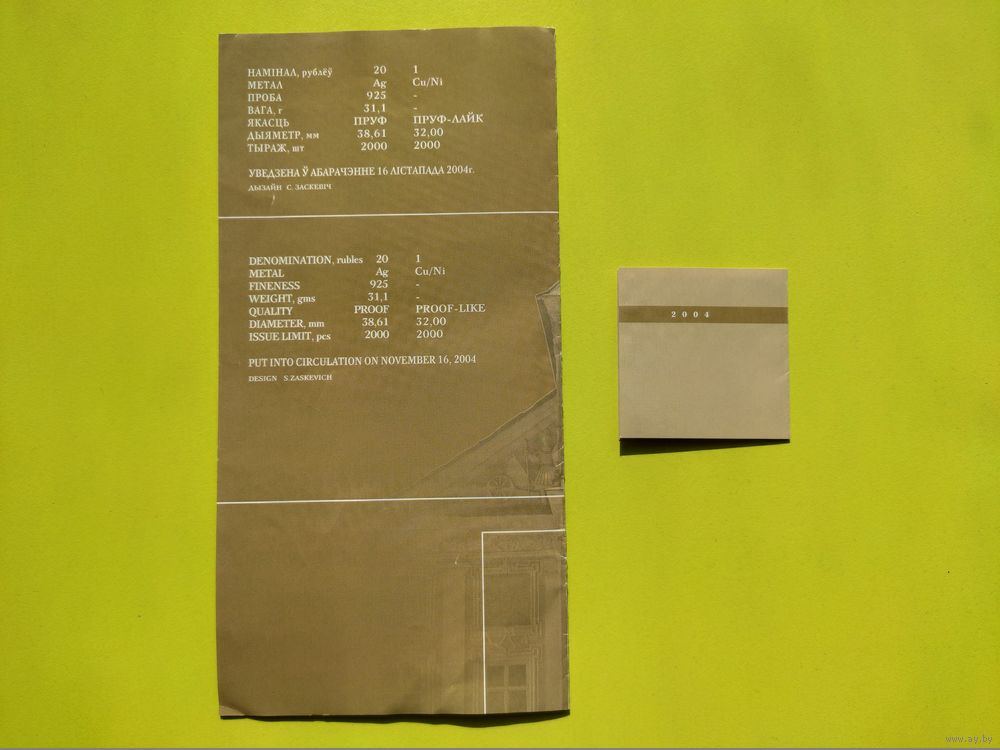 НАМІНАЛ, рублёў 20 1
МЕТАЛ Ag Cu/Ni
ПРОБА 925 -
ВАГА, г 31,1 -
ЯКАСЦЬ ПРУФ ПРУФ-ЛАЙК
ДЫЯМЕТР, мм 38,61 32,00
ТЫРАЖ, шт 2000 2000
УВЕДЗЕНА Ў АБАРАЧЭННЕ 16 ЛІСТАПАДА 2004г.
ДЫЗАЙН С. ЗАСКЕВІЧ
DENOMINATION, rubles 20 1
METAL Ag Cu/Ni
FINENESS 925 -
WEIGHT, gms 31,1 -
QUALITY PROOF PROOF-LIKE
DIAMETER, mm 38,61 32,00
ISSUE LIMIT, pcs 2000 2000
PUT INTO CIRCULATION ON NOVEMBER 16, 2004
DESIGN S.ZASKEVICH
2004
www.ay.by